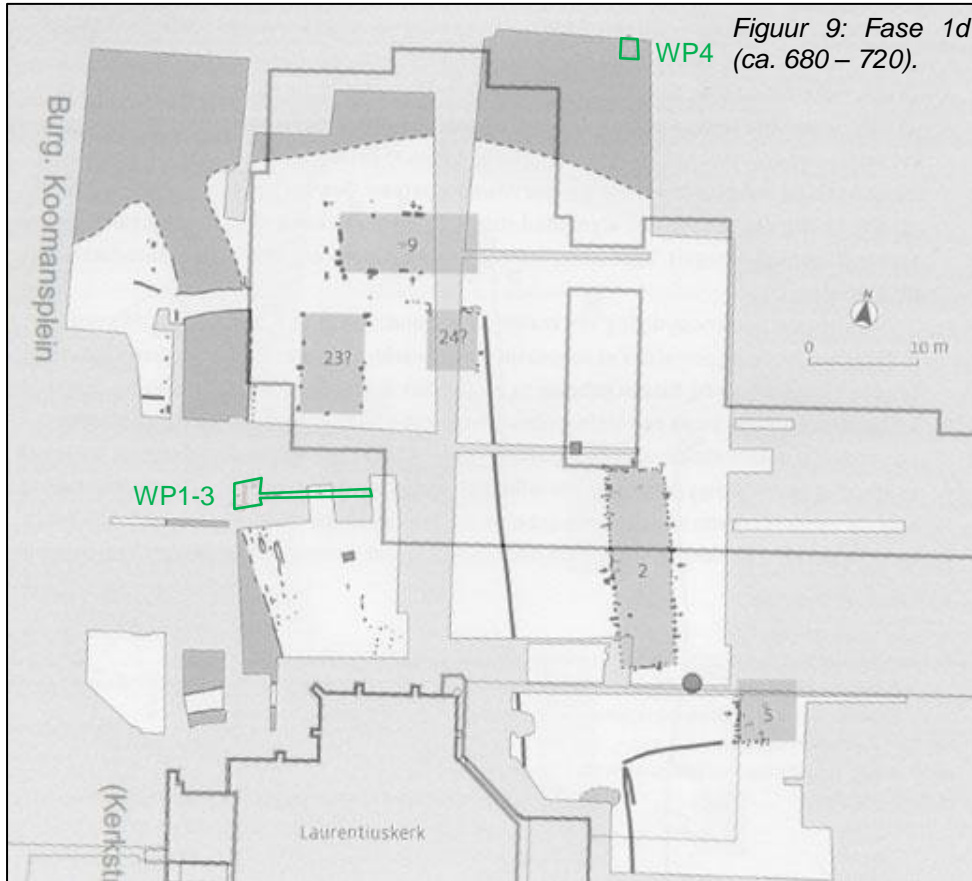 Figuur 9: Fase 1d
(ca. 680 – 720).
WP4
Burg. Koomansplein
9
N
23?
24?
0 10 m
WP1-3
2
5
Laurentiuskerk
(Kerkstr